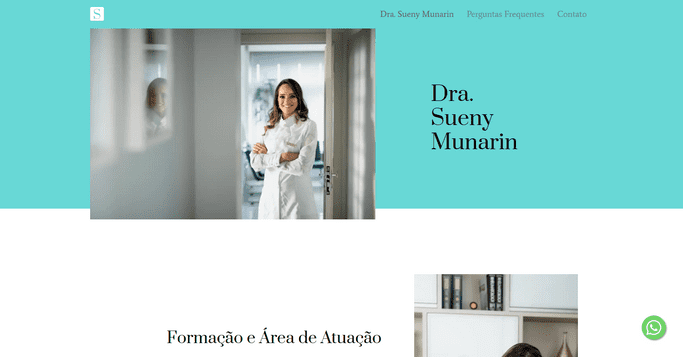 S
Dra. Sueny Munarin
Perguntas Frequentes
Contato
Dra.
Sueny
Munarin
Formação e Área de Atuação